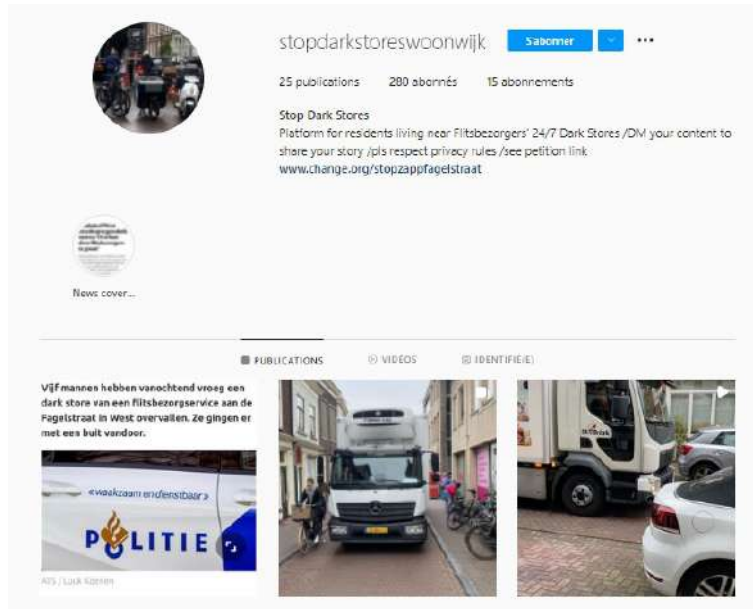 stopdarkstoreswoonwijk S'abonner
25 publications 280 abonnés 15 abonnements
Stop Dark Stores
Platform for residents living near Flitsbezorgers' 24/7 Dark Stores /DM your content to
share your story /pls respect privacy rules /see petition link
www.change.org/stopzappfagelstraat
News cover...
PUBLICATIONS VIDÉOS IDENTIFIÉ(E)
Vijf mannen hebben vanochtend vroeg een
dark store van een flitsbezorgservice aan de
Fagelstraat in West overvallen. Ze gingen er
met een buit vandoor.
«waakzaam en dienstbaar»
POLITIE